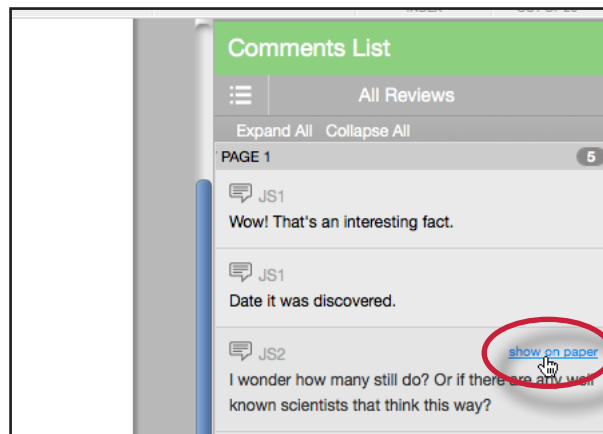 Comments List
All Reviews
Expand All Collapse All
PAGE 1 5
JS1
Wow! That's an interesting fact.
JS1
Date it was discovered.
JS2 show on paper
I wonder how many still do? Or if there are any well
known scientists that think this way?